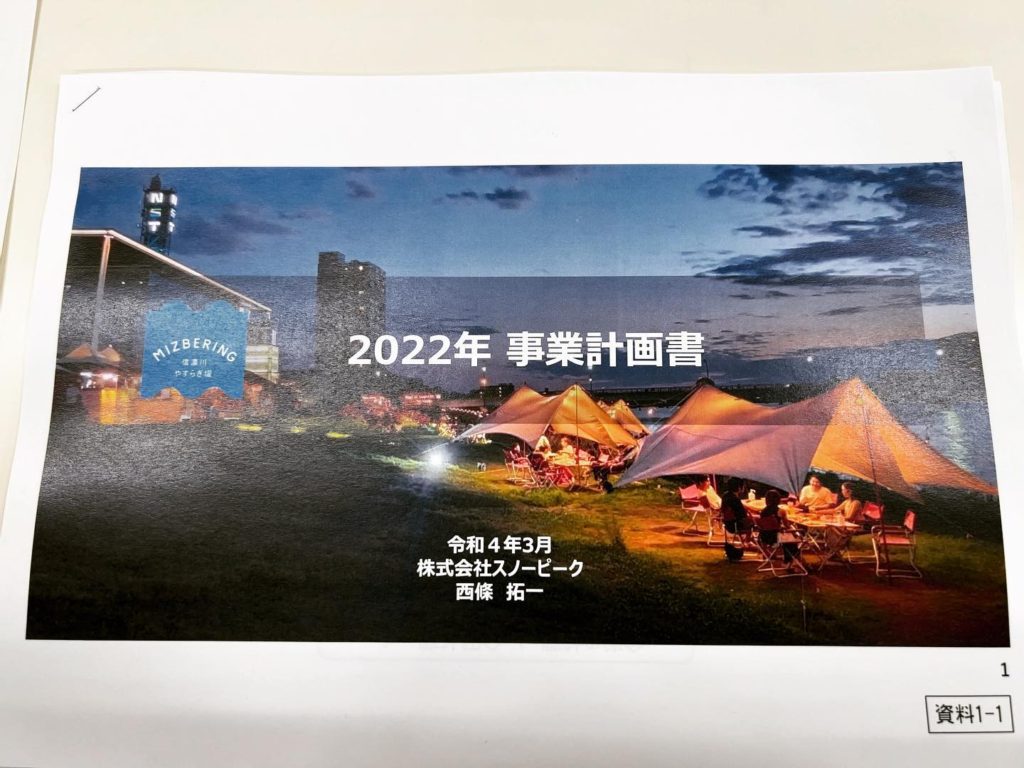 NST
MIZBERING
信濃川
やすらぎ堤
2022年 事業計画書
令和４年3月
株式会社スノーピーク
西條 拓一
1
資料1-1